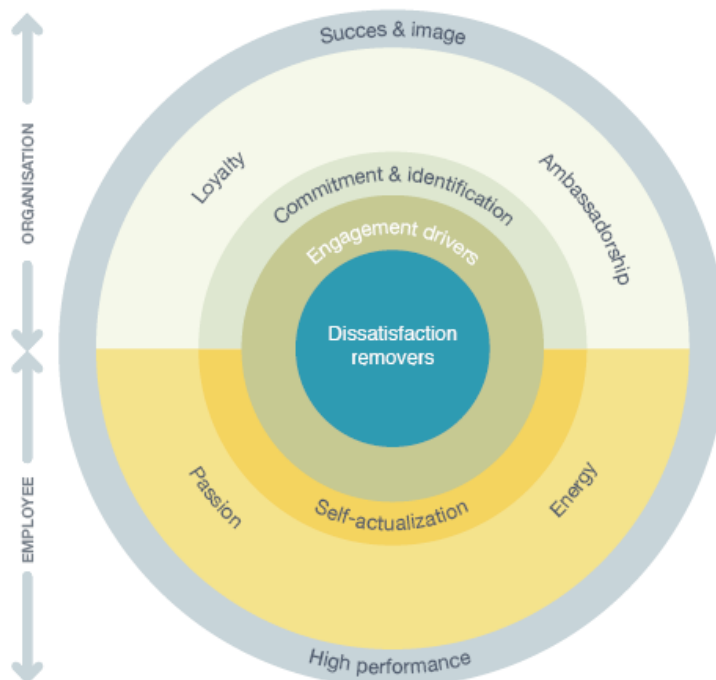 Succes & image
ORGANISATION
Loyalty
Ambassadorship
Commitment & identification
Engagement drivers
Dissatisfaction
removers
EMPLOYEE
Passion
Energy
Self-actualization
High performance